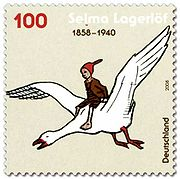 100 Selma Lagerlöf
1858–1940
2008
Deutschland